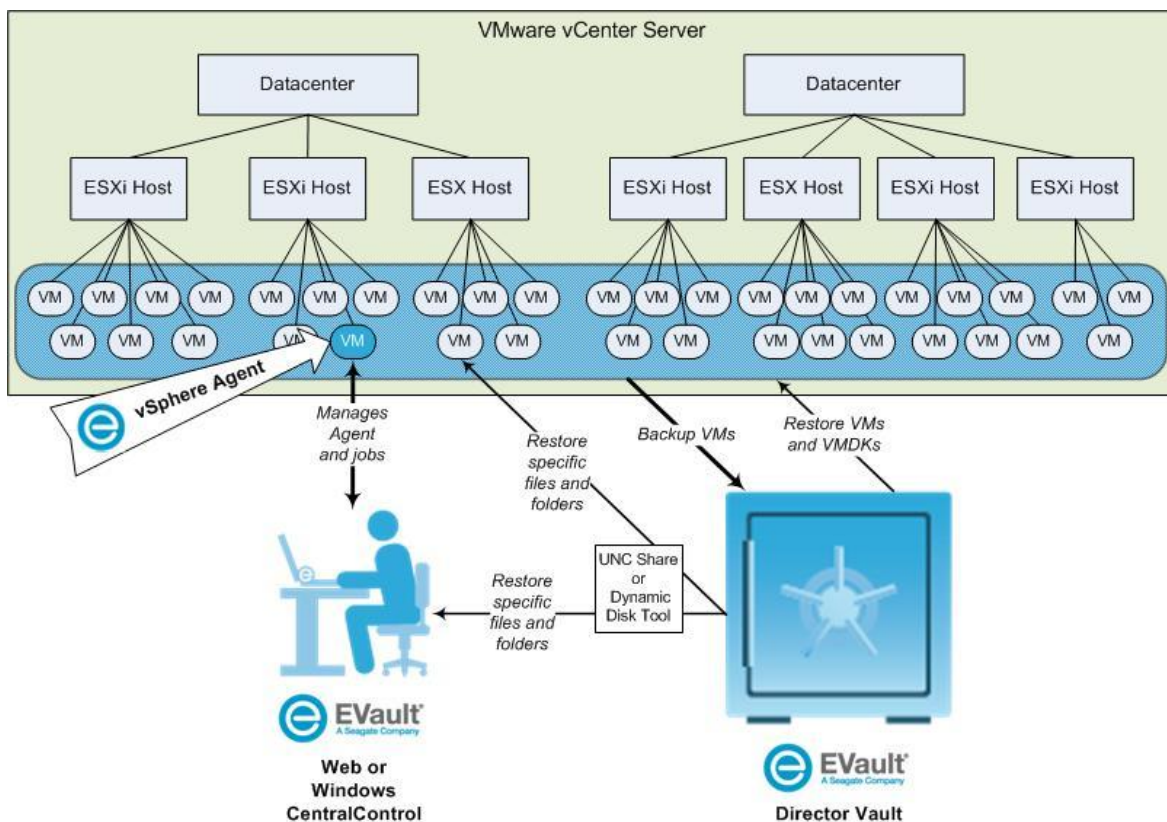 VMware vCenter Server
Datacenter
Datacenter
ESXi Host
ESXi Host
ESX Host
ESXi Host
ESX Host
ESXi Host
ESXi Host
VM VM VM VM VM VM VM VM VM VM VM VM VM VM VM VM VM VM VM VM VM
VM VM VM VM VM VM VM VM VM VM VM VM VM VM VM VM
vSphere Agent
Manages
Agent
and jobs
Restore
specific
files and
folders
Backup VMs
Restore VMs
and VMDKs
UNC Share
or
Dynamic
Disk Tool
Restore
specific
files and
folders
EVault®
A Seagate Company
Web or
Windows
CentralControl
EVault®
A Seagate Company
Director Vault